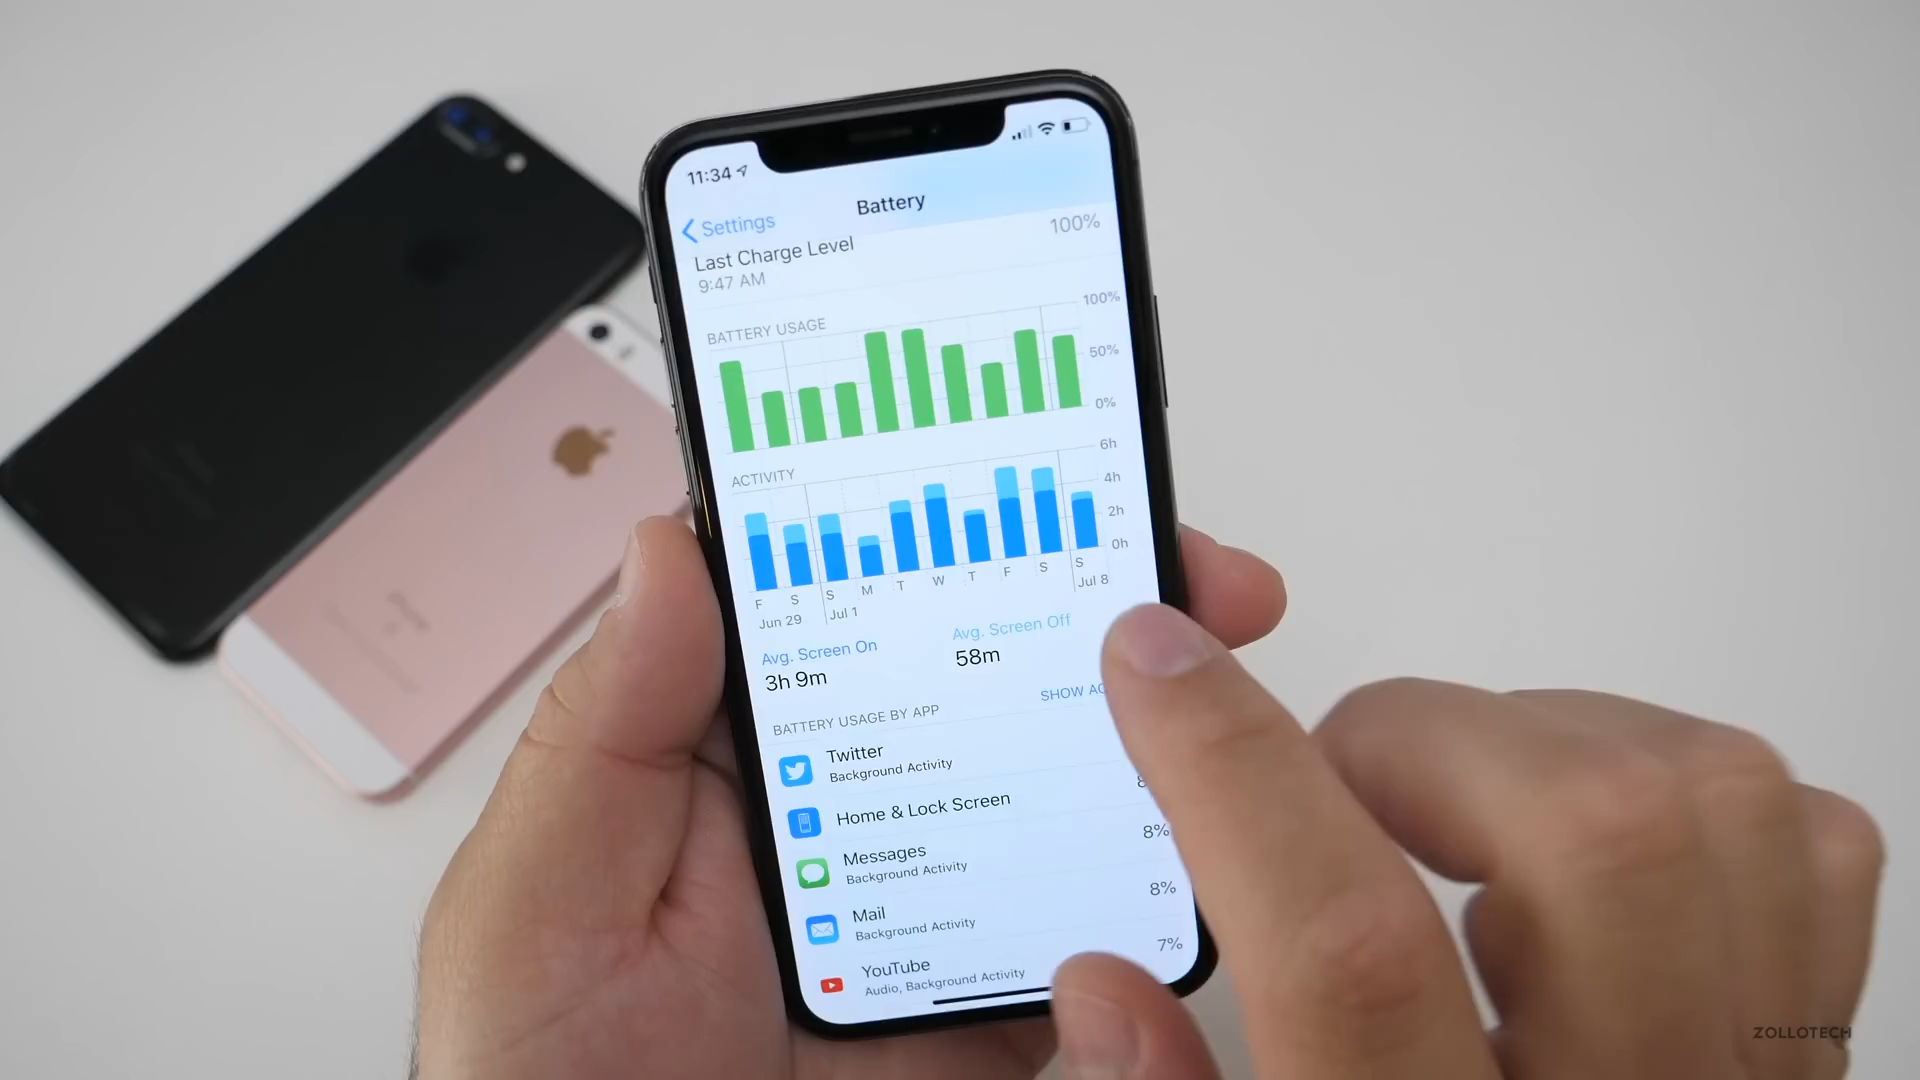 11:34
Settings
Battery
Last Charge Level
100%
9:47 AM
BATTERY USAGE
100%
50%
0%
ACTIVITY
6h
4h
2h
0h
F S S M T W T F S S
Jun 29 Jul 1 Jul 8
Avg. Screen On
3h 9m
Avg. Screen Off
58m
BATTERY USAGE BY APP
SHOW
Twitter
Background Activity
Home & Lock Screen
8
Messages
8%
Background Activity
Mail
8%
Background Activity
YouTube
7%
Audio, Background Activity
iPhone
ZOLLOTECH